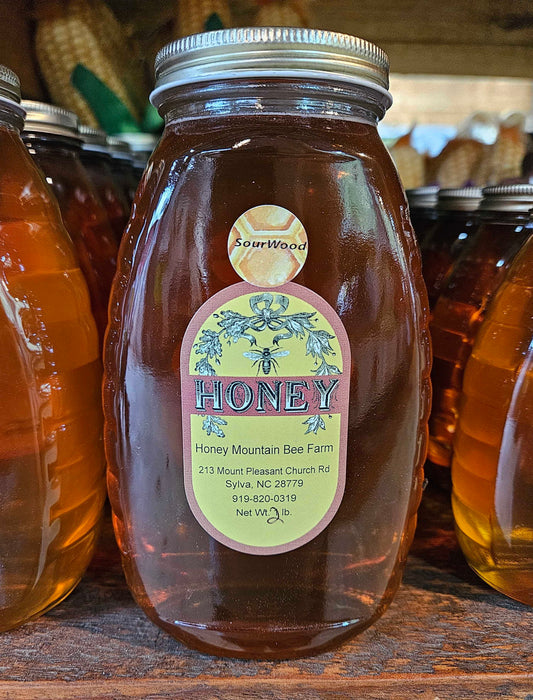 SourWood
HONEY
Honey Mountain Bee Farm
213 Mount Pleasant Church Rd
Sylva, NC 28779
919-820-0319
Net Wt. 2 lb.